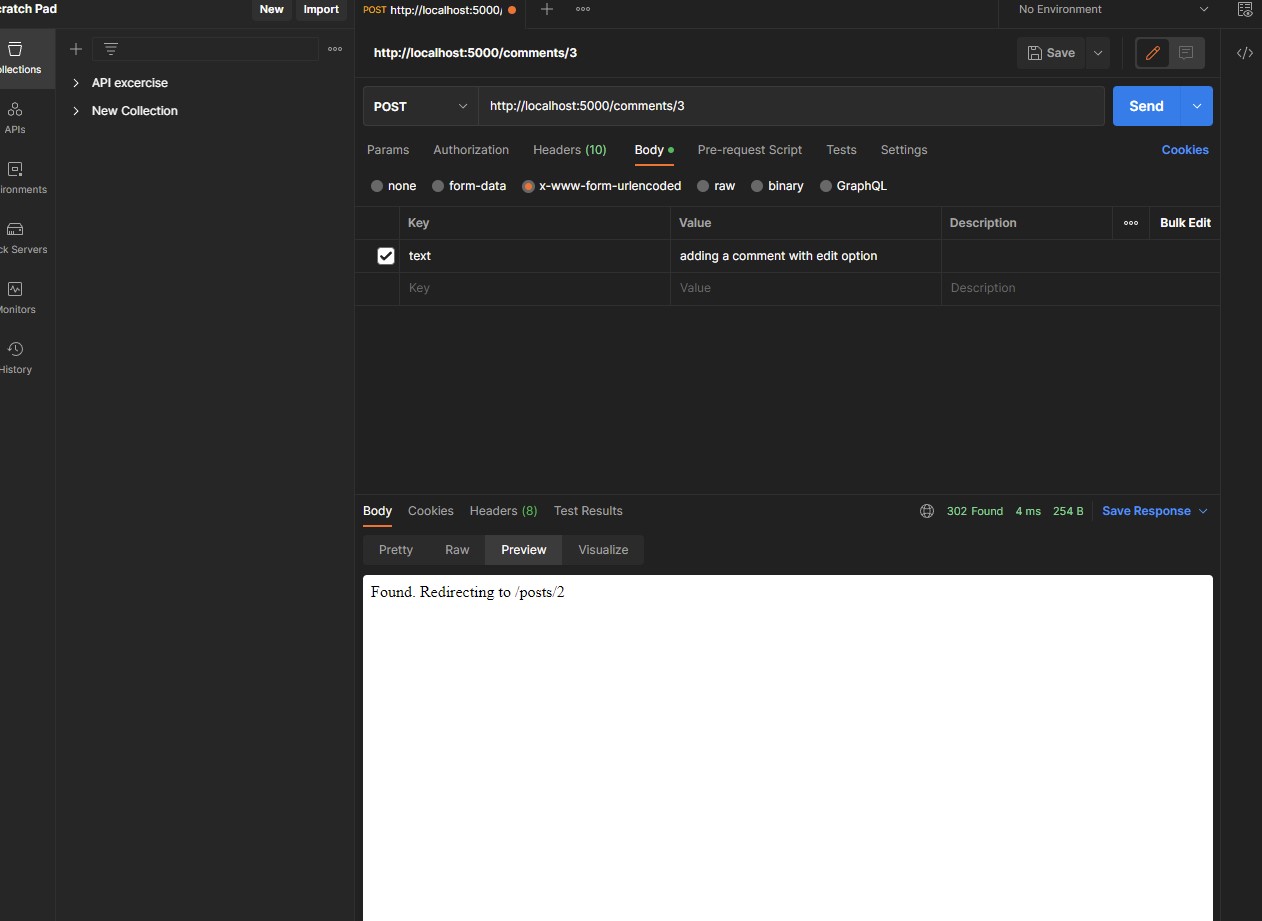 cratch Pad
New Import
POST http://localhost:5000/
No Environment
ollections
API excercise
New Collection
APIs
ironments
ck Servers
Monitors
History
http://localhost:5000/comments/3
Save
POST http://localhost:5000/comments/3 Send
Params Authorization Headers (10) Body Pre-request Script Tests Settings Cookies
none form-data x-www-form-urlencoded raw binary GraphQL
Key Value Description Bulk Edit
text adding a comment with edit option
Key Value Description
Body Cookies Headers (8) Test Results 302 Found 4 ms 254 B Save Response
Pretty Raw Preview Visualize
Found. Redirecting to /posts/2